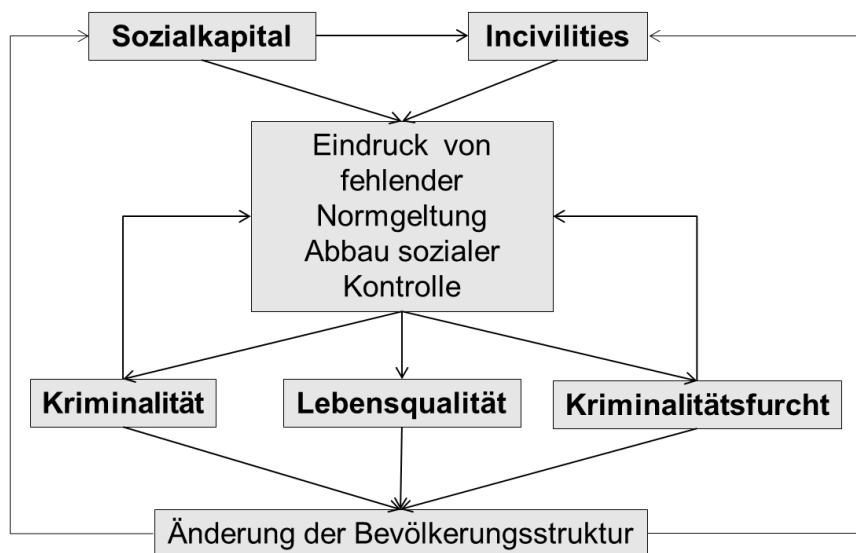 Sozialkapital
Incivilities
Eindruck von
fehlender
Normgeltung
Abbau sozialer
Kontrolle
Kriminalität
Lebensqualität
Kriminalitätsfurcht
Änderung der Bevölkerungsstruktur